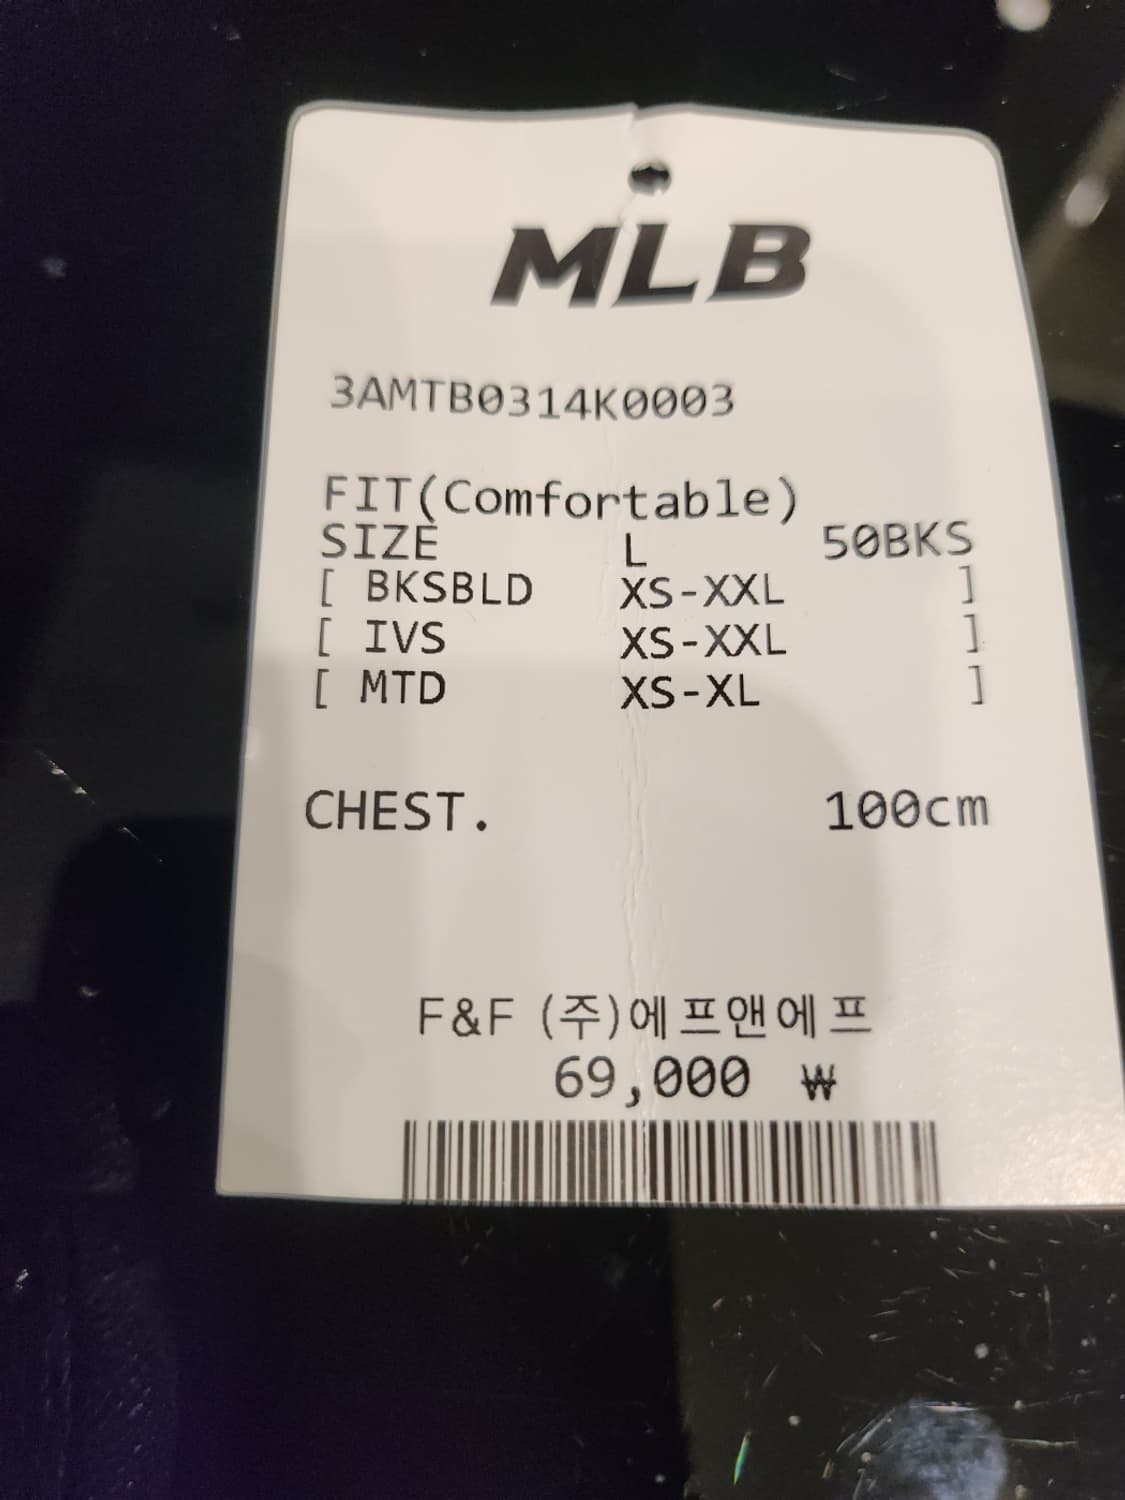 MLB
3AMTB0314K0003
FIT(Comfortable)
SIZE L 50BKS
[ BKSBLD XS-XXL ]
[ IVS XS-XXL ]
[ MTD XS-XL ]
CHEST. 100cm
F&F (주)에프앤에프
69,000 ₩